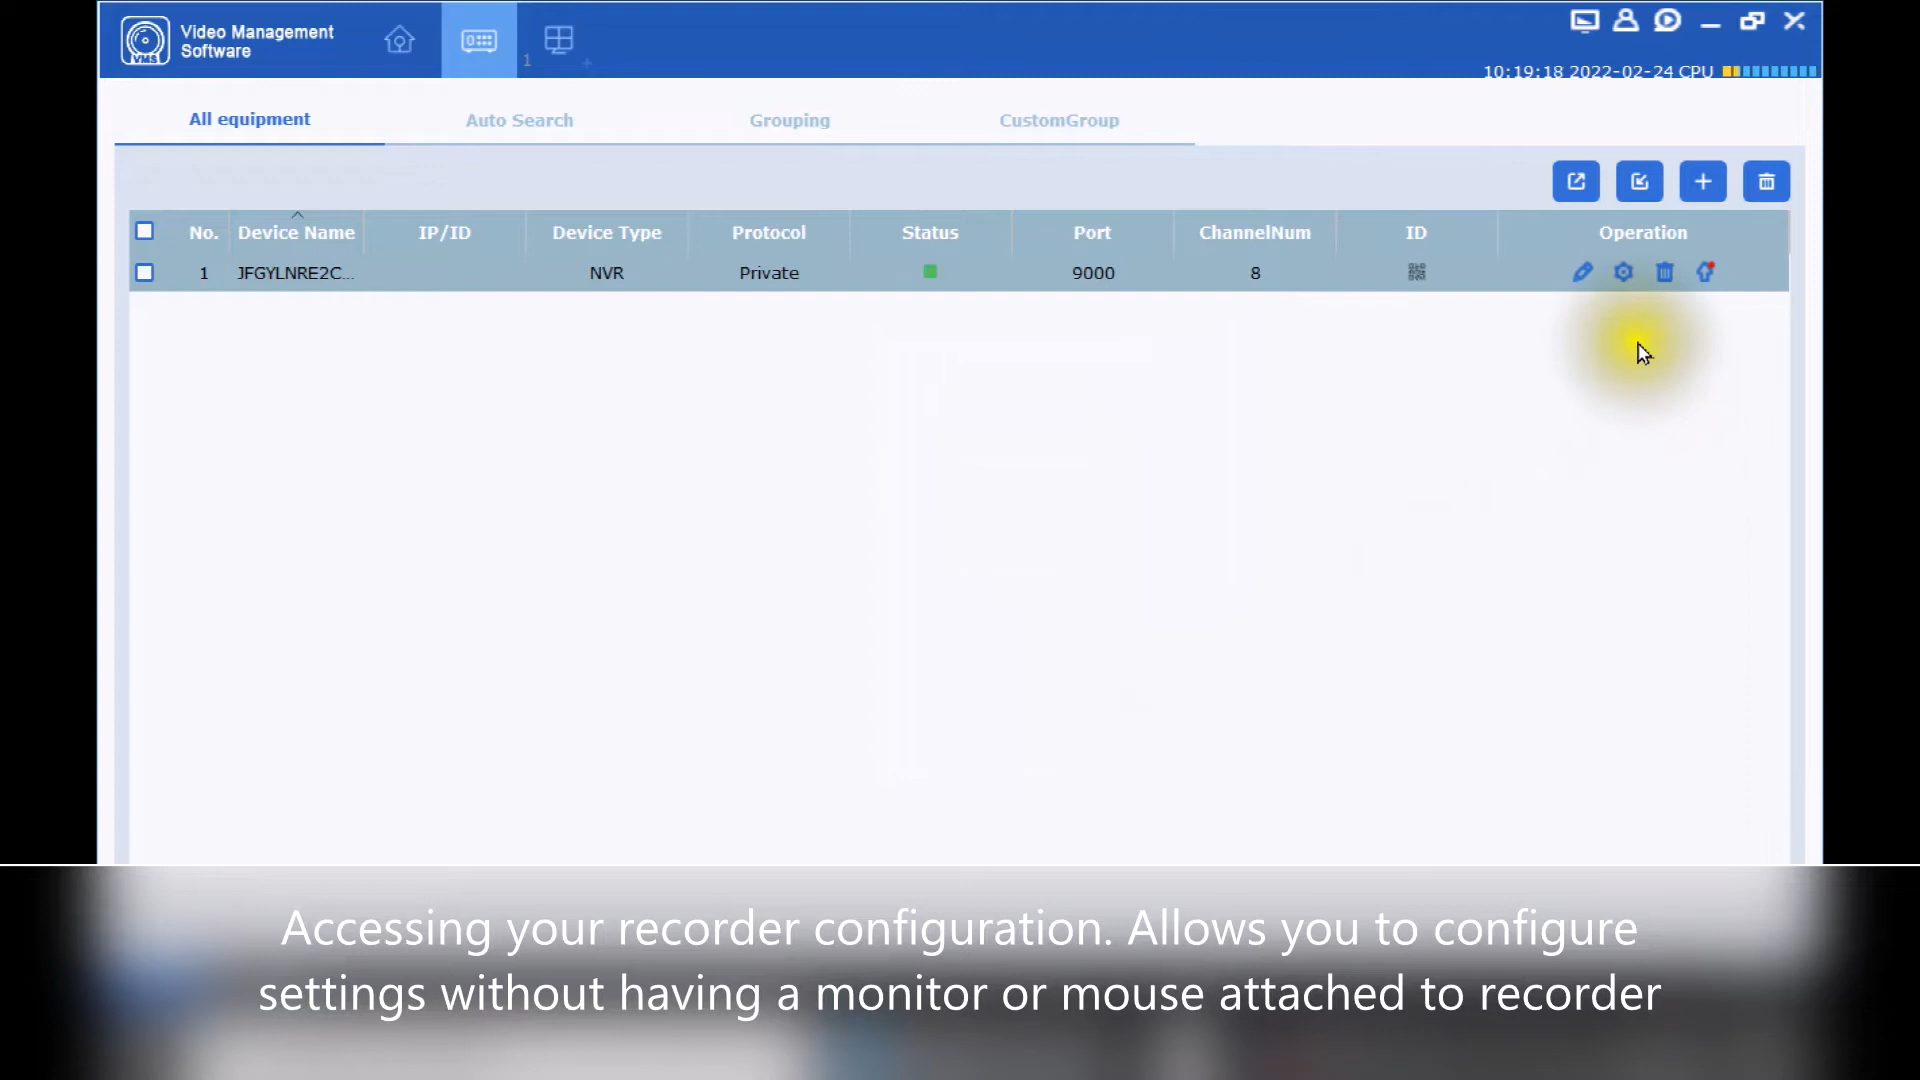 Video Management
Software
VMS
1
10:19:18 2022-02-24 CPU
All equipment
Auto Search
Grouping
CustomGroup
No.
Device Name
IP/ID
Device Type
Protocol
Status
Port
ChannelNum
ID
Operation
1
JFGYLNRE2C...
NVR
Private
9000
8
Accessing your recorder configuration. Allows you to configure
settings without having a monitor or mouse attached to recorder